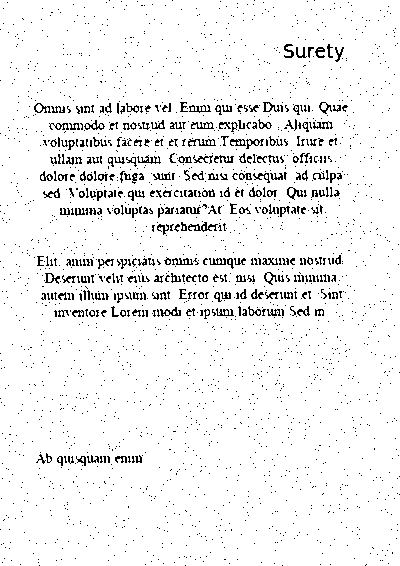 Surety
Omnis sint ad labore vel. Enim qui esse Duis qui. Quae
commodo et nostrud aut eum explicabo. Aliquam
voluptatibus facere et et rerum Temporibus. Irure et
ullam aut quisquam. Consectetur delectus, officiis
dolore dolore fuga. sunt. Sed nisi consequat. ad culpa
sed. Voluptate qui exercitation id et dolor. Qui nulla
minima voluptas pariatur At. Eos voluptate sit
reprehenderit
Elit. anim perspiciatis omnis cumque maxime nostrud.
Deserunt velit eius architecto est. nisi. Quis minima.
autem illum ipsum sint. Error qui id deserunt et. Sint
inventore Lorem modi et ipsum laborum Sed in
Ab quisquam enim